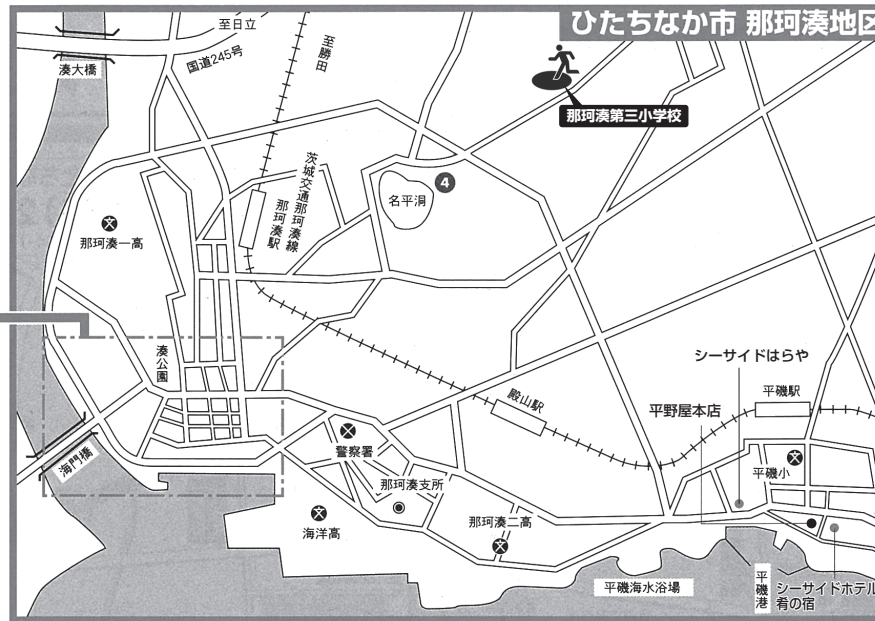 ひたちなか市 那珂湊地区
至日立
至勝田
国道245号
湊大橋
那珂湊第三小学校
茨城交通那珂湊線
那珂湊駅
名平洞
4
那珂湊一高
湊公園
シーサイドはらや
平磯駅
殿山駅
平野屋本店
警察署
平磯小
海門橋
那珂湊支所
那珂湊二高
海洋高
平磯海水浴場
平磯港
シーサイドホテル
肴の宿